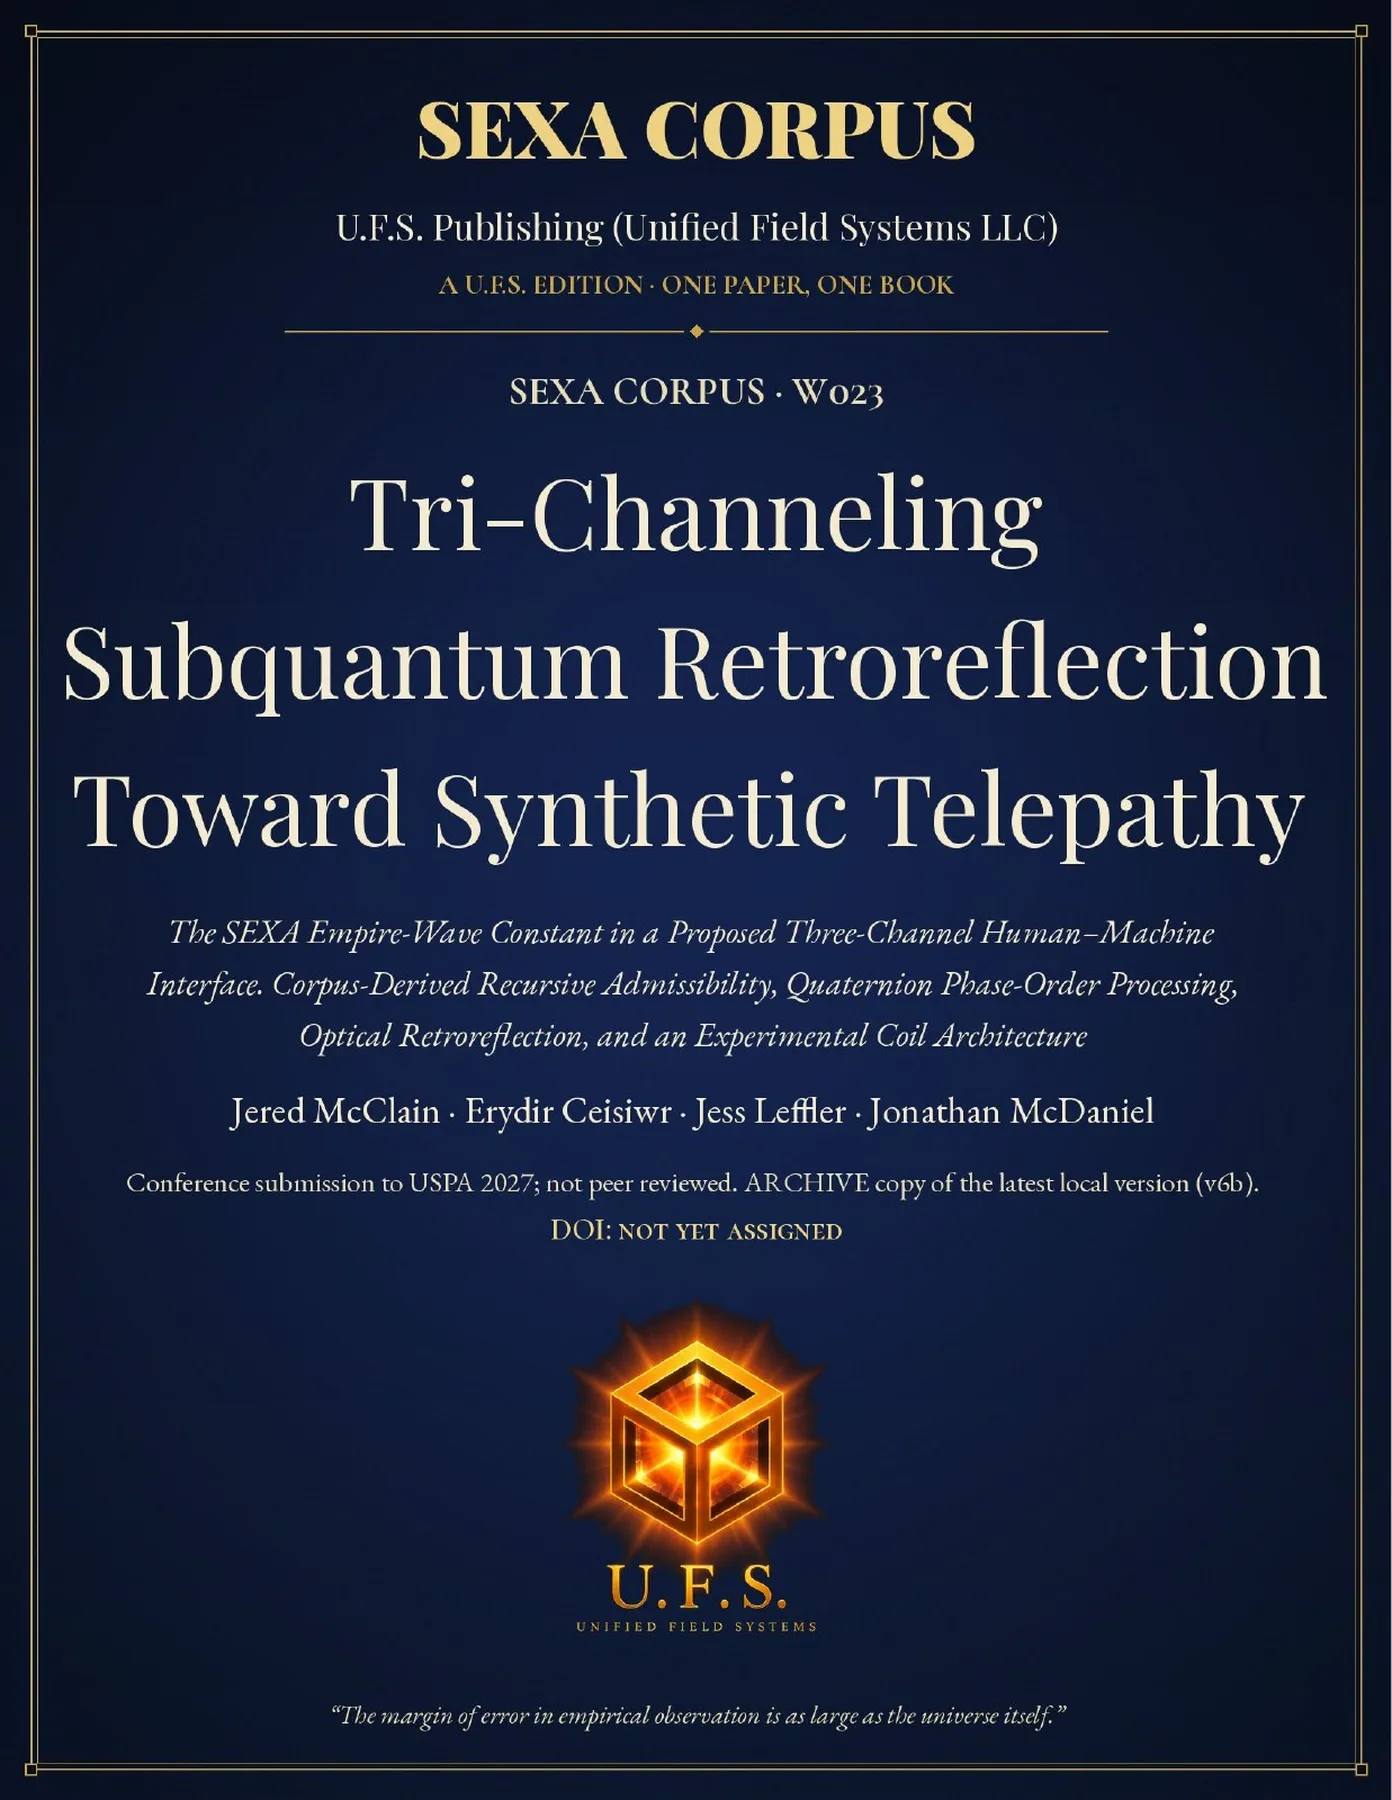 SEXA CORPUS
U.F.S. Publishing (Unified Field Systems LLC)
A U.F.S. EDITION · ONE PAPER, ONE BOOK
SEXA CORPUS · W023
Tri–Channeling
Subquantum Retroreflection
Toward Synthetic Telepathy
The SEXA Empire-Wave Constant in a Proposed Three-Channel Human–Machine
Interface. Corpus-Derived Recursive Admissibility, Quaternion Phase-Order Processing,
Optical Retroreflection, and an Experimental Coil Architecture
Jered McClain · Erydir Ceisiwr · Jess Leffler · Jonathan McDaniel
Conference submission to USPA 2027; not peer reviewed. ARCHIVE copy of the latest local version (v6b).
DOI: NOT YET ASSIGNED
U.F.S.
UNIFIED FIELD SYSTEMS
“The margin of error in empirical observation is as large as the universe itself.”